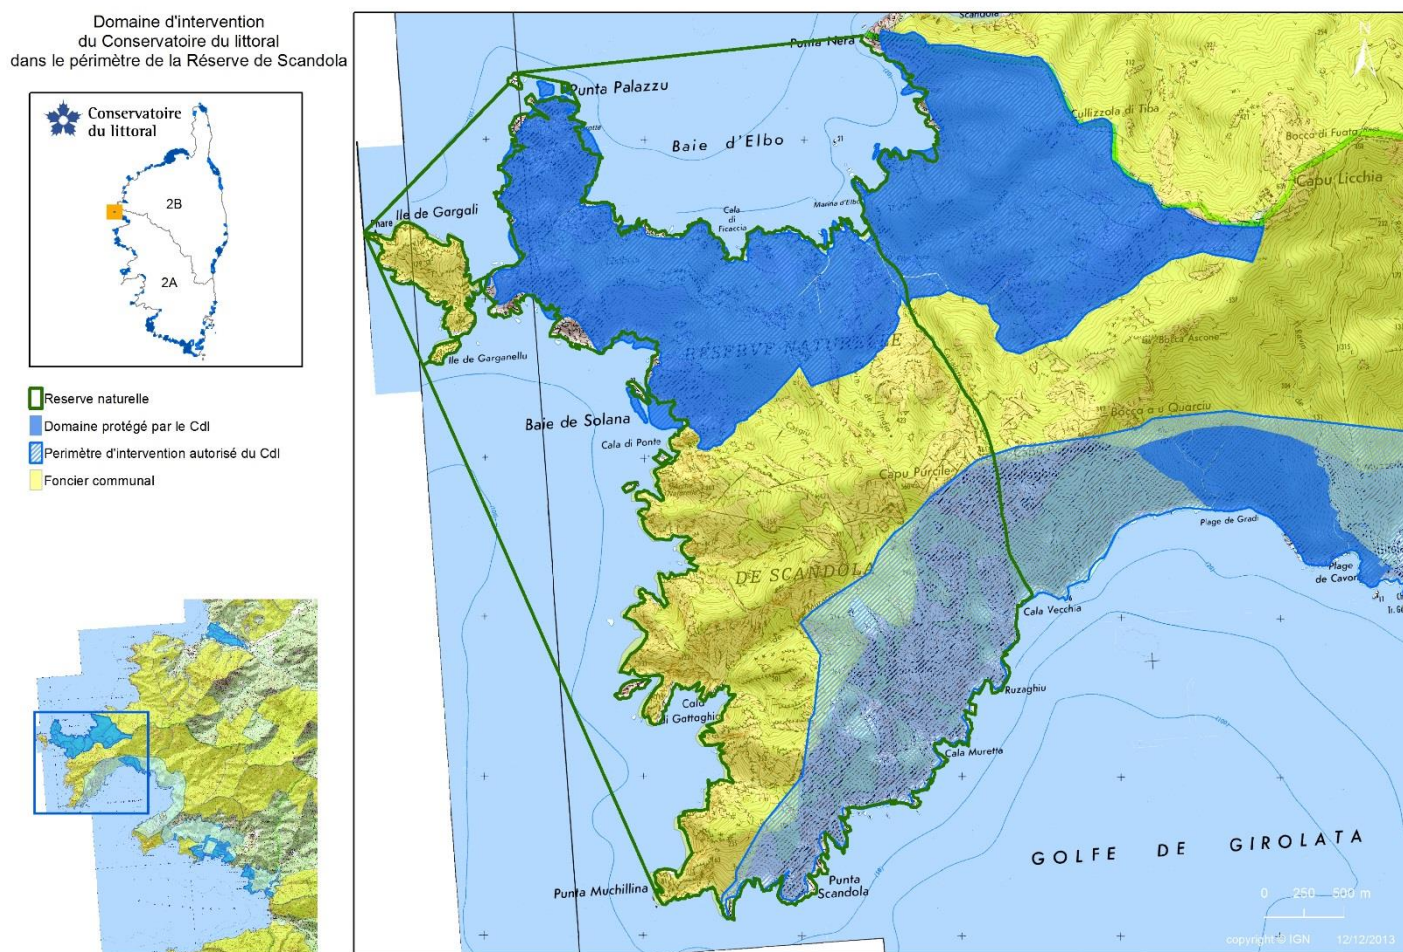 Domaine d'intervention
du Conservatoire du littoral
dans le périmètre de la Réserve de Scandola
Conservatoire
du littoral
2B
2A
Reserve naturelle
Domaine protégé par le Cdl
Perimètre d'intervention autorisé du Cdl
Foncier communal
Scandola
Punta Nera
N
Punta Palazzu
Cullizzola di Tiba
Baie d'Elbo
Bocca di Fuata
Capu Licchia
Ile de Gargali
Phare
Marina d'Elbo
Cala
di
Ficaccia
Ile de Garganellu
RÉSERVE NATURELLE
Bocca Ascone
Baie de Solana
Bocca a u Quarciu
Cala di Ponte
Capu Purcile
Plage de Gradi
DE SCANDOLA
Plage
de Cavon
Cala Vecchia
Ruzaghiu
Cala
di Gattaghia
Cala Muretta
GOLFE DE GIROLATA
Punta Muchillina
Punta
Scandola
0 250 500 m
copyright © IGN 12/12/2013